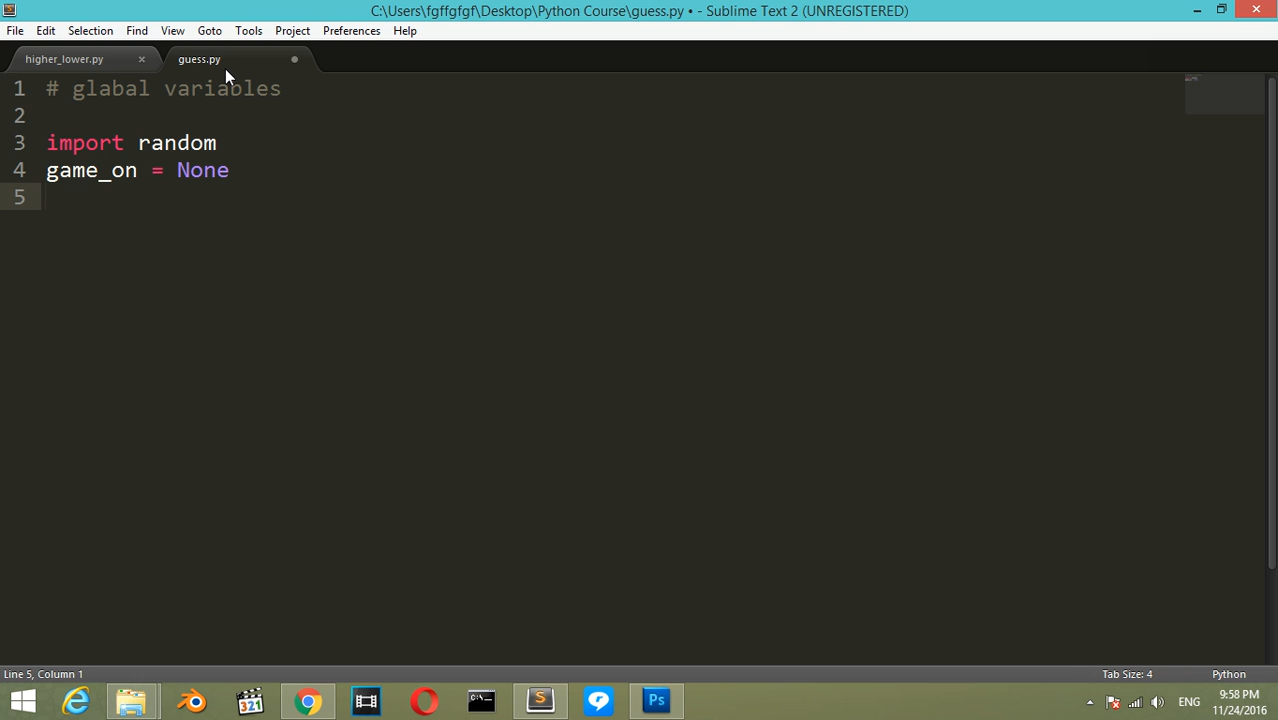 C:\Users\fgffgfgf\Desktop\Python Course\guess.py • - Sublime Text 2 (UNREGISTERED)
File Edit Selection Find View Goto Tools Project Preferences Help
higher_lower.py guess.py
1 # glabal variables
2
3 import random
4 game_on = None
5
Line 5, Column 1 Tab Size: 4 Python
321 Ps ENG 9:58 PM
11/24/2016